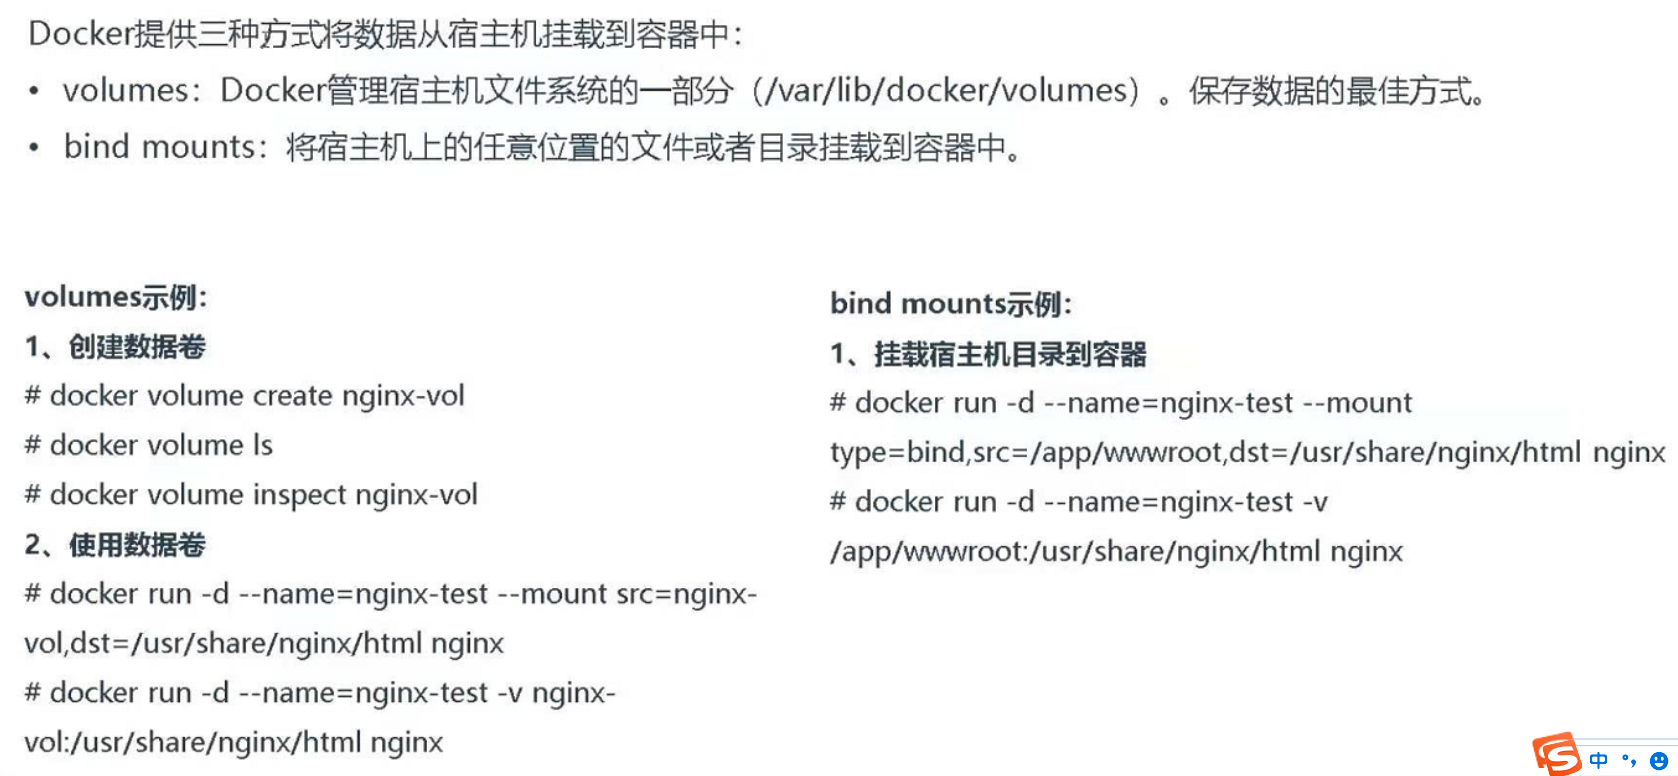 Docker提供三种方式将数据从宿主机挂载到容器中：
• volumes：Docker管理宿主机文件系统的一部分（/var/lib/docker/volumes）。保存数据的最佳方式。
• bind mounts：将宿主机上的任意位置的文件或者目录挂载到容器中。
volumes示例：
1、创建数据卷
# docker volume create nginx-vol
# docker volume ls
# docker volume inspect nginx-vol
2、使用数据卷
# docker run -d --name=nginx-test --mount src=nginx-
vol,dst=/usr/share/nginx/html nginx
# docker run -d --name=nginx-test -v nginx-
vol:/usr/share/nginx/html nginx
bind mounts示例：
1、挂载宿主机目录到容器
# docker run -d --name=nginx-test --mount
type=bind,src=/app/wwwroot,dst=/usr/share/nginx/html nginx
# docker run -d --name=nginx-test -v
/app/wwwroot:/usr/share/nginx/html nginx
中